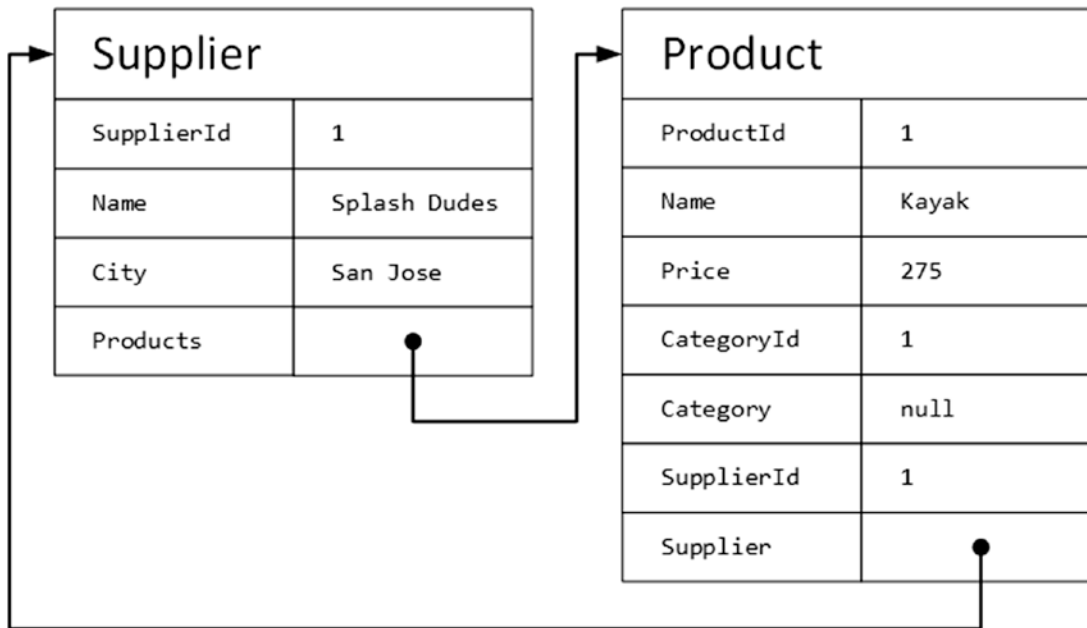 Supplier
SupplierId 1
Name Splash Dudes
City San Jose
Products
Product
ProductId 1
Name Kayak
Price 275
CategoryId 1
Category null
SupplierId 1
Supplier